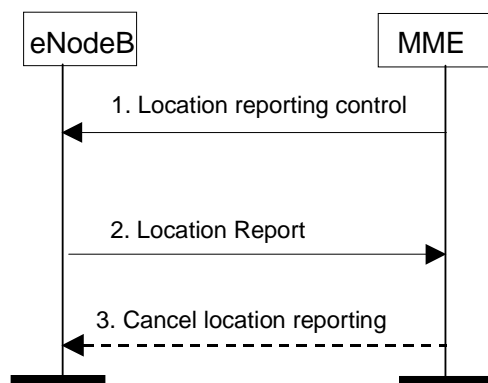 eNodeB
MME
1. Location reporting control
2. Location Report
3. Cancel location reporting